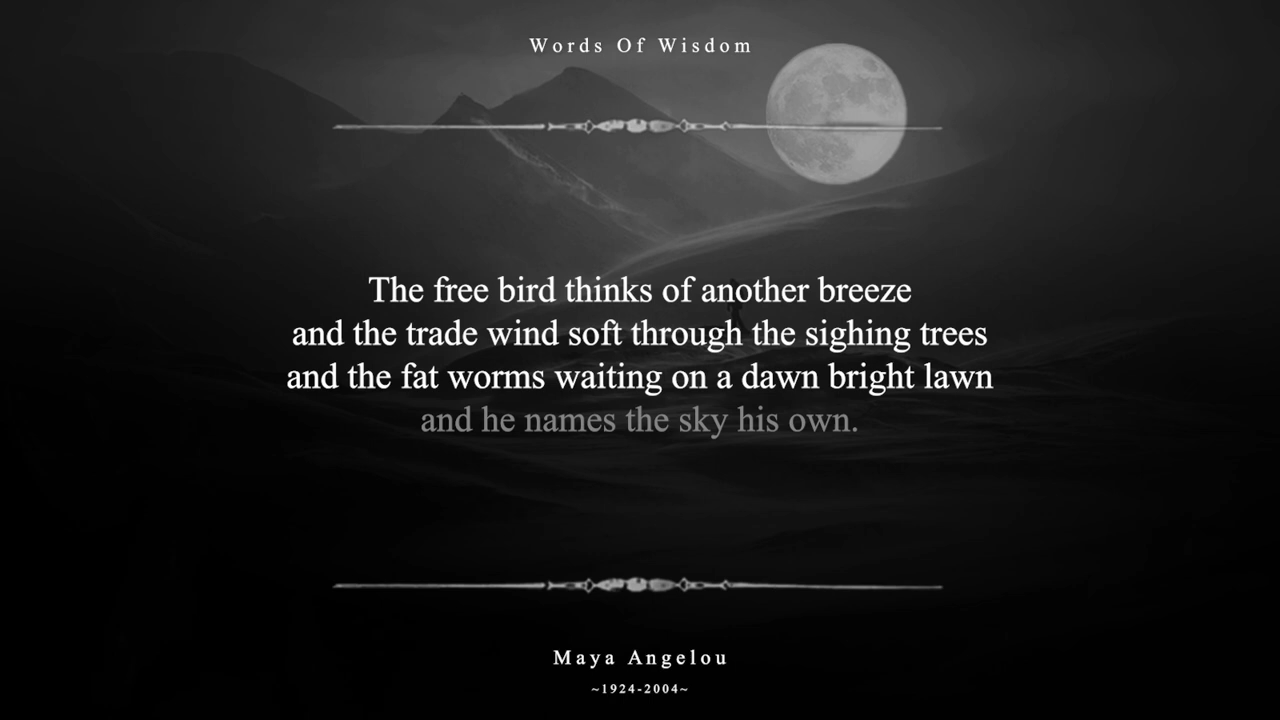 Words Of Wisdom
The free bird thinks of another breeze
and the trade wind soft through the sighing trees
and the fat worms waiting on a dawn bright lawn
and he names the sky his own.
Maya Angelou
~1924-2004~